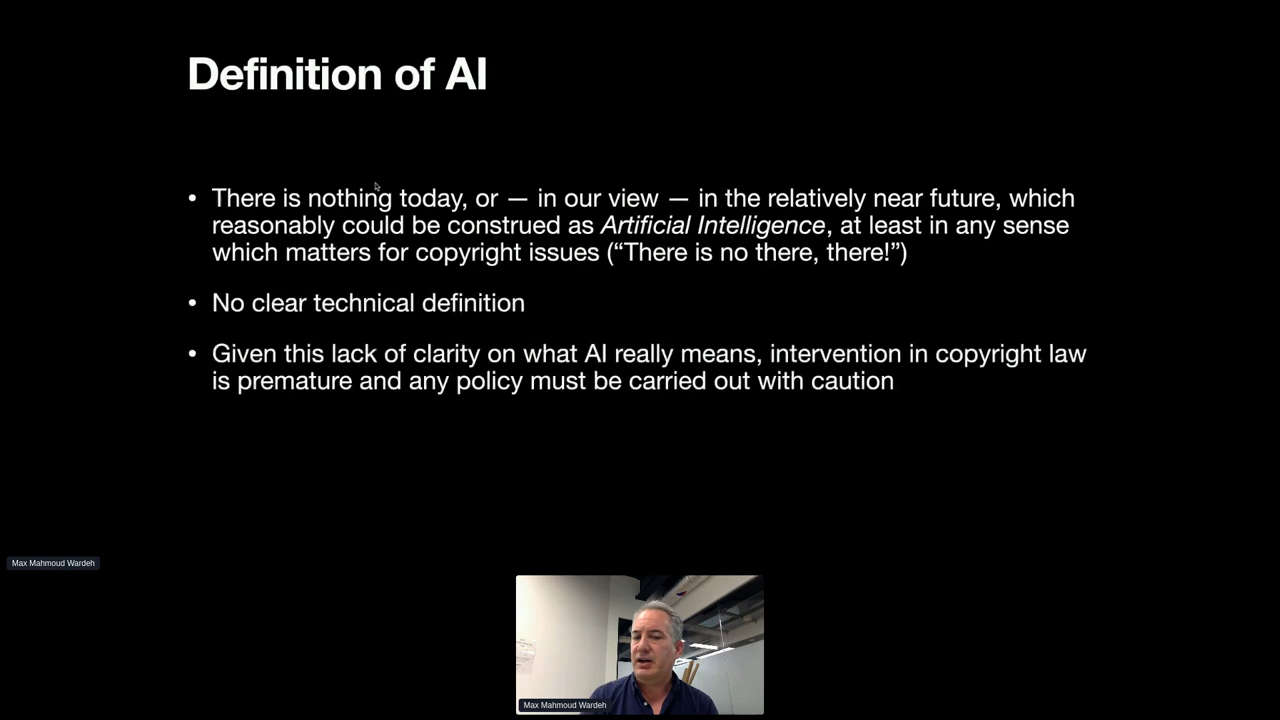 Definition of AI
• There is nothing today, or — in our view — in the relatively near future, which
reasonably could be construed as Artificial Intelligence, at least in any sense
which matters for copyright issues (“There is no there, there!”)
• No clear technical definition
• Given this lack of clarity on what AI really means, intervention in copyright law
is premature and any policy must be carried out with caution
Max Mahmoud Wardeh
Max Mahmoud Wardeh